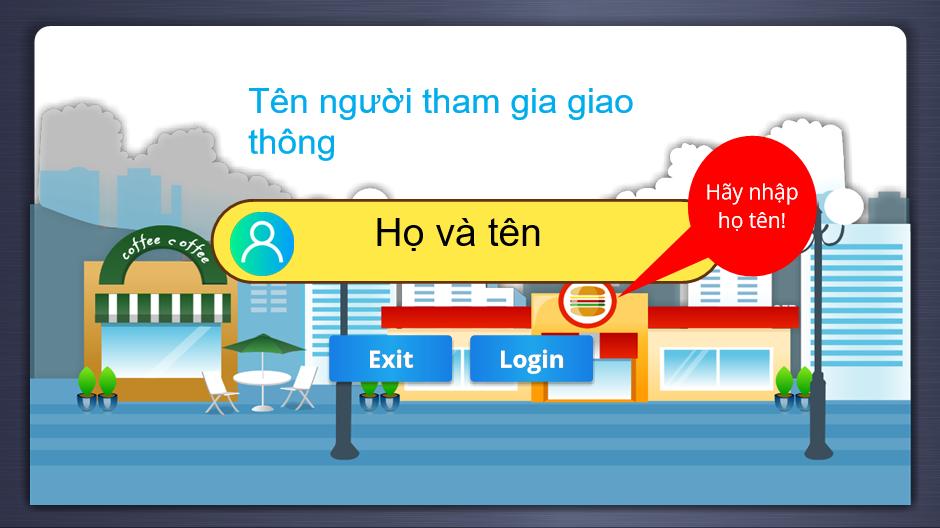 Tên người tham gia giao
thông
Hãy nhập
họ tên!
Họ và tên
coffee coffee
Exit
Login